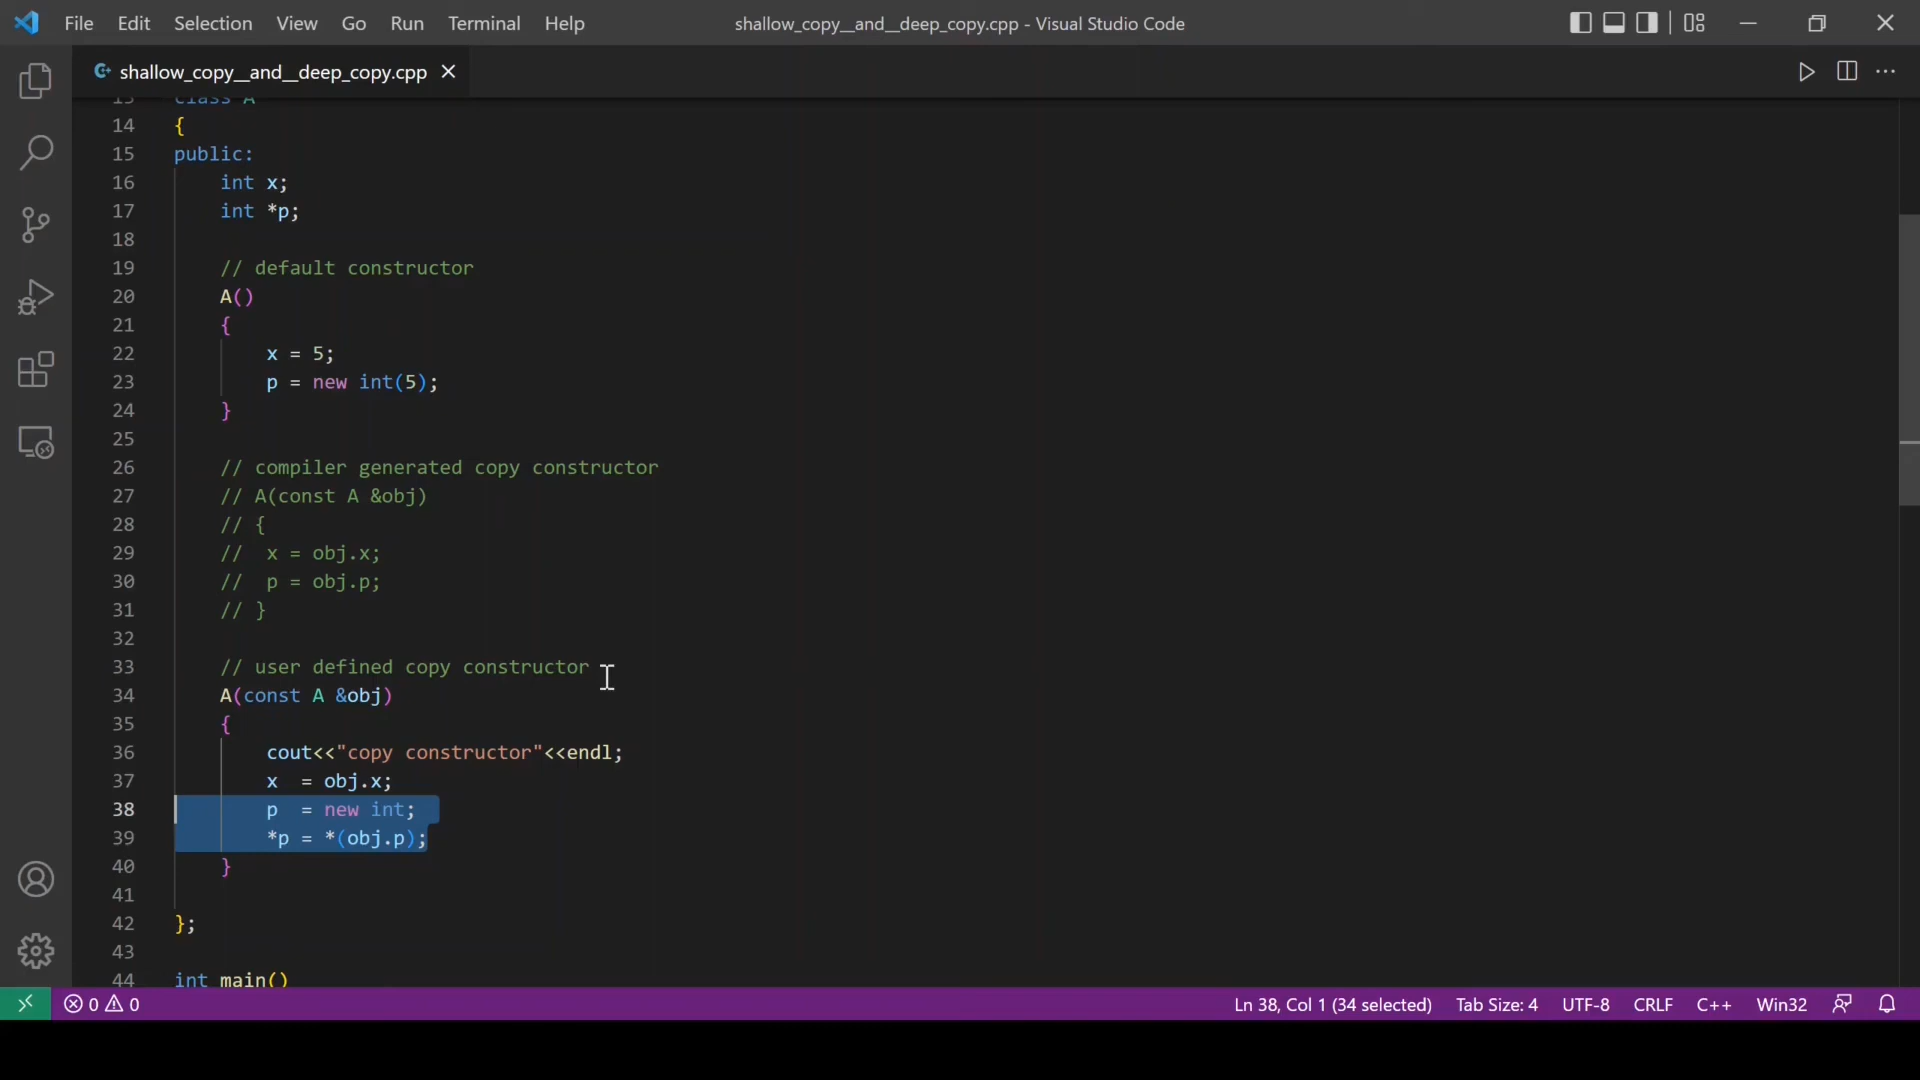 File Edit Selection View Go Run Terminal Help shallow_copy__and__deep_copy.cpp - Visual Studio Code
shallow_copy__and__deep_copy.cpp
13 class A
14 {
15 public:
16 int x;
17 int *p;
18
19 // default constructor
20 A()
21 {
22 x = 5;
23 p = new int(5);
24 }
25
26 // compiler generated copy constructor
27 // A(const A &obj)
28 // {
29 // x = obj.x;
30 // p = obj.p;
31 // }
32
33 // user defined copy constructor
34 A(const A &obj)
35 {
36 cout<<"copy constructor"<<endl;
37 x = obj.x;
38 p = new int;
39 *p = *(obj.p);
40 }
41
42 };
43
44 int main()
0 0 Ln 38, Col 1 (34 selected) Tab Size: 4 UTF-8 CRLF C++ Win32